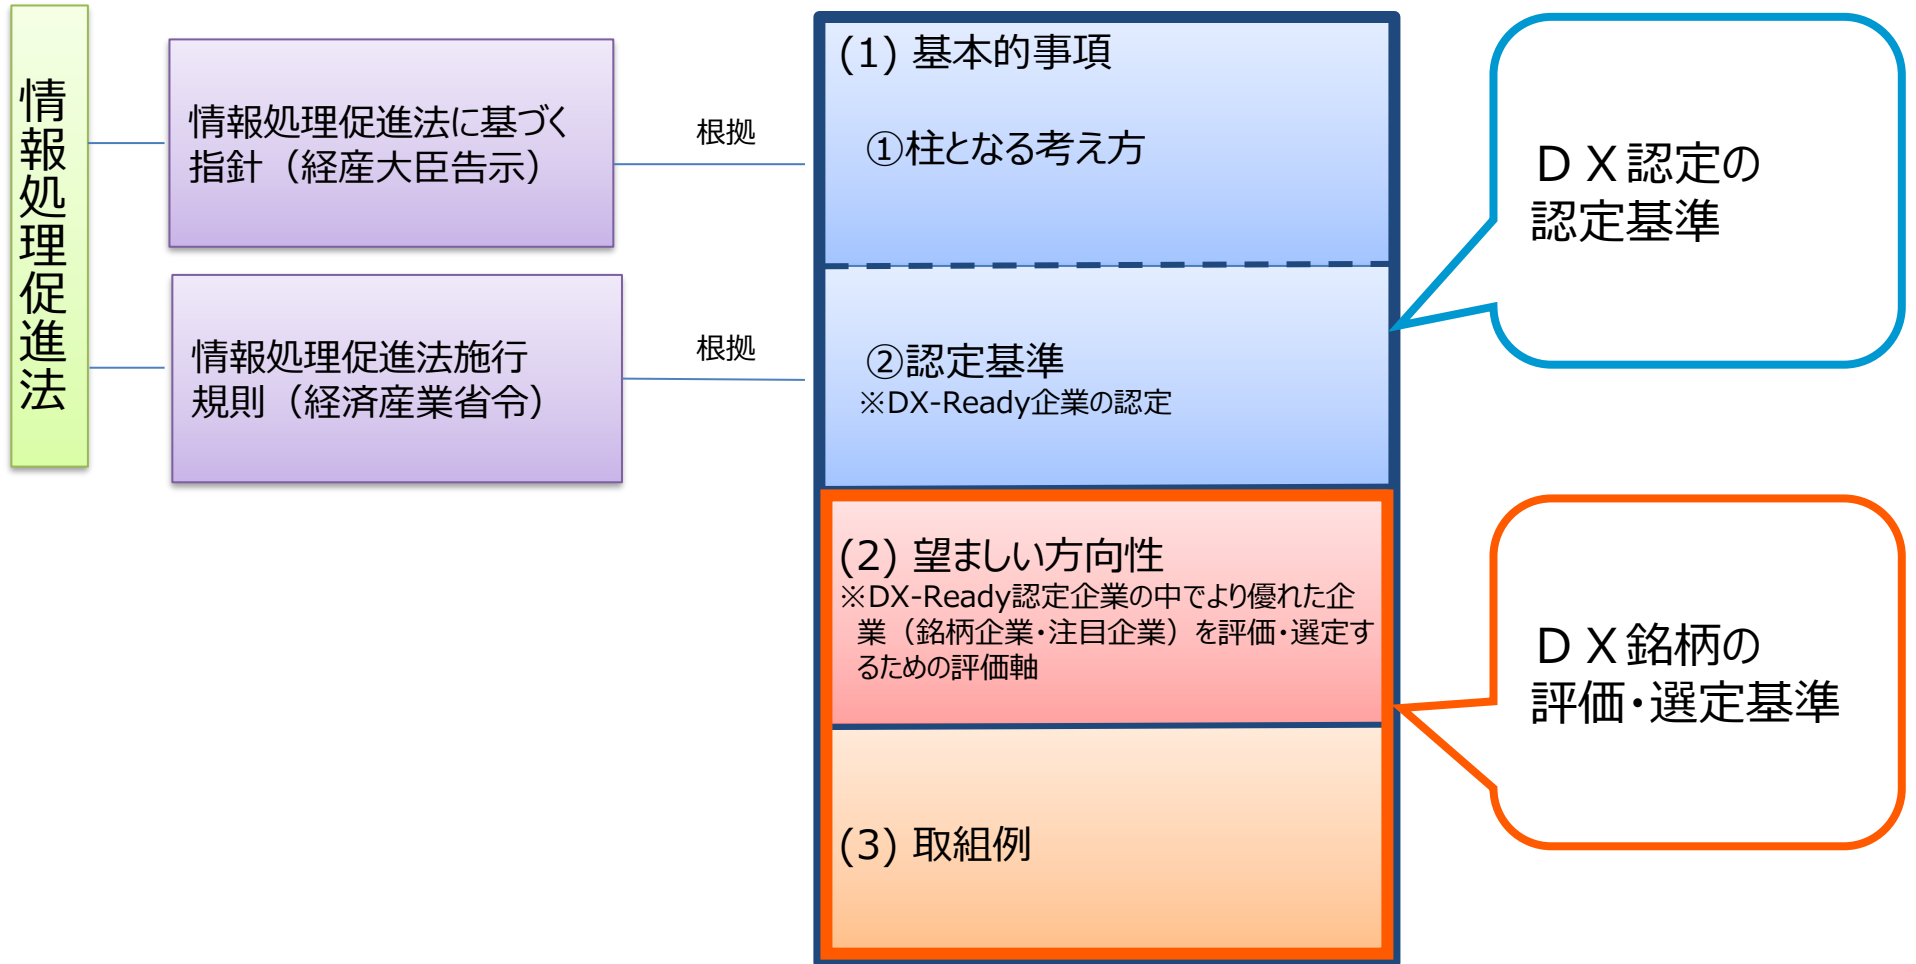 情報処理促進法
情報処理促進法に基づく
指針（経産大臣告示）
根拠
情報処理促進法施行
規則（経済産業省令）
根拠
(1) 基本的事項
①柱となる考え方
②認定基準
※DX-Ready企業の認定
(2) 望ましい方向性
※DX-Ready認定企業の中でより優れた企
業（銘柄企業・注目企業）を評価・選定す
るための評価軸
(3) 取組例
ＤＸ認定の
認定基準
ＤＸ銘柄の
評価・選定基準